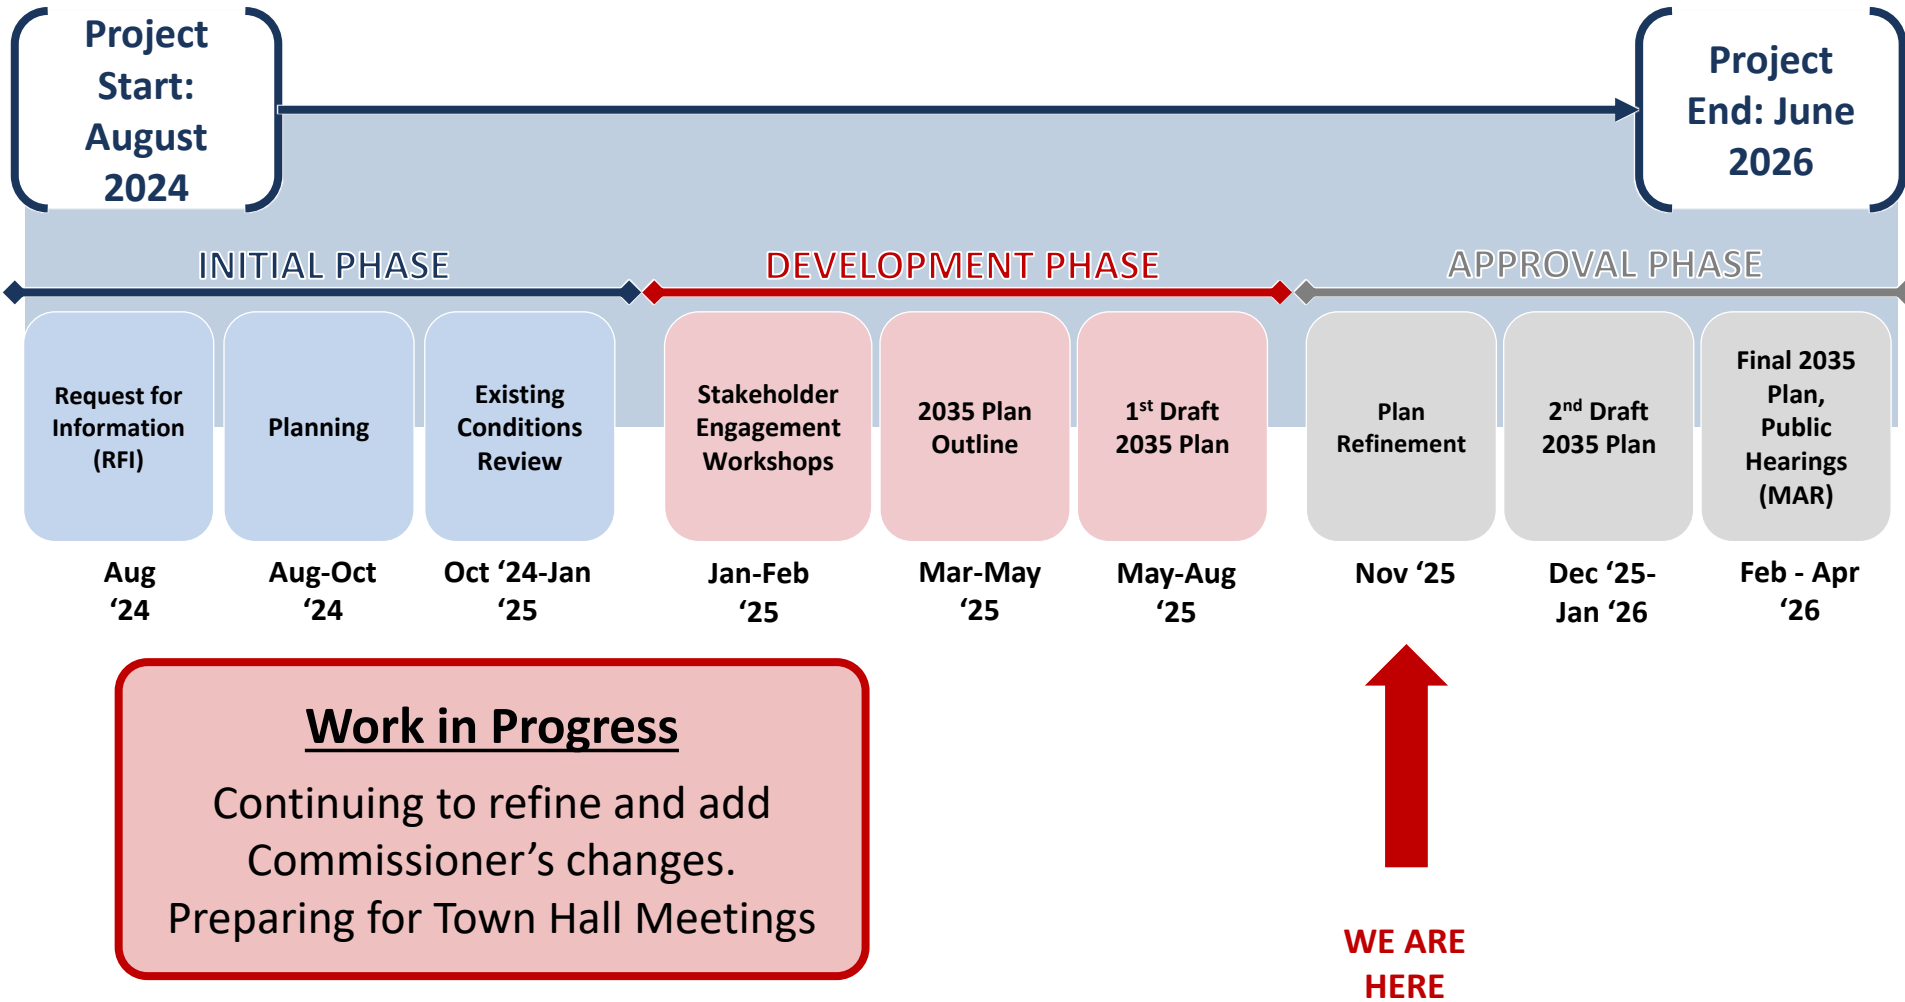 Project
Start:
August
2024
Project
End: June
2026
INITIAL PHASE
DEVELOPMENT PHASE
APPROVAL PHASE
Request for
Information
(RFI)
Planning
Existing
Conditions
Review
Stakeholder
Engagement
Workshops
2035 Plan
Outline
1st Draft
2035 Plan
Plan
Refinement
2nd Draft
2035 Plan
Final 2035
Plan,
Public
Hearings
(MAR)
Aug
‘24
Aug-Oct
‘24
Oct ‘24-Jan
‘25
Jan-Feb
‘25
Mar-May
‘25
May-Aug
‘25
Nov ‘25
Dec ‘25-
Jan ‘26
Feb - Apr
‘26
Work in Progress
Continuing to refine and add
Commissioner’s changes.
Preparing for Town Hall Meetings
WE ARE
HERE